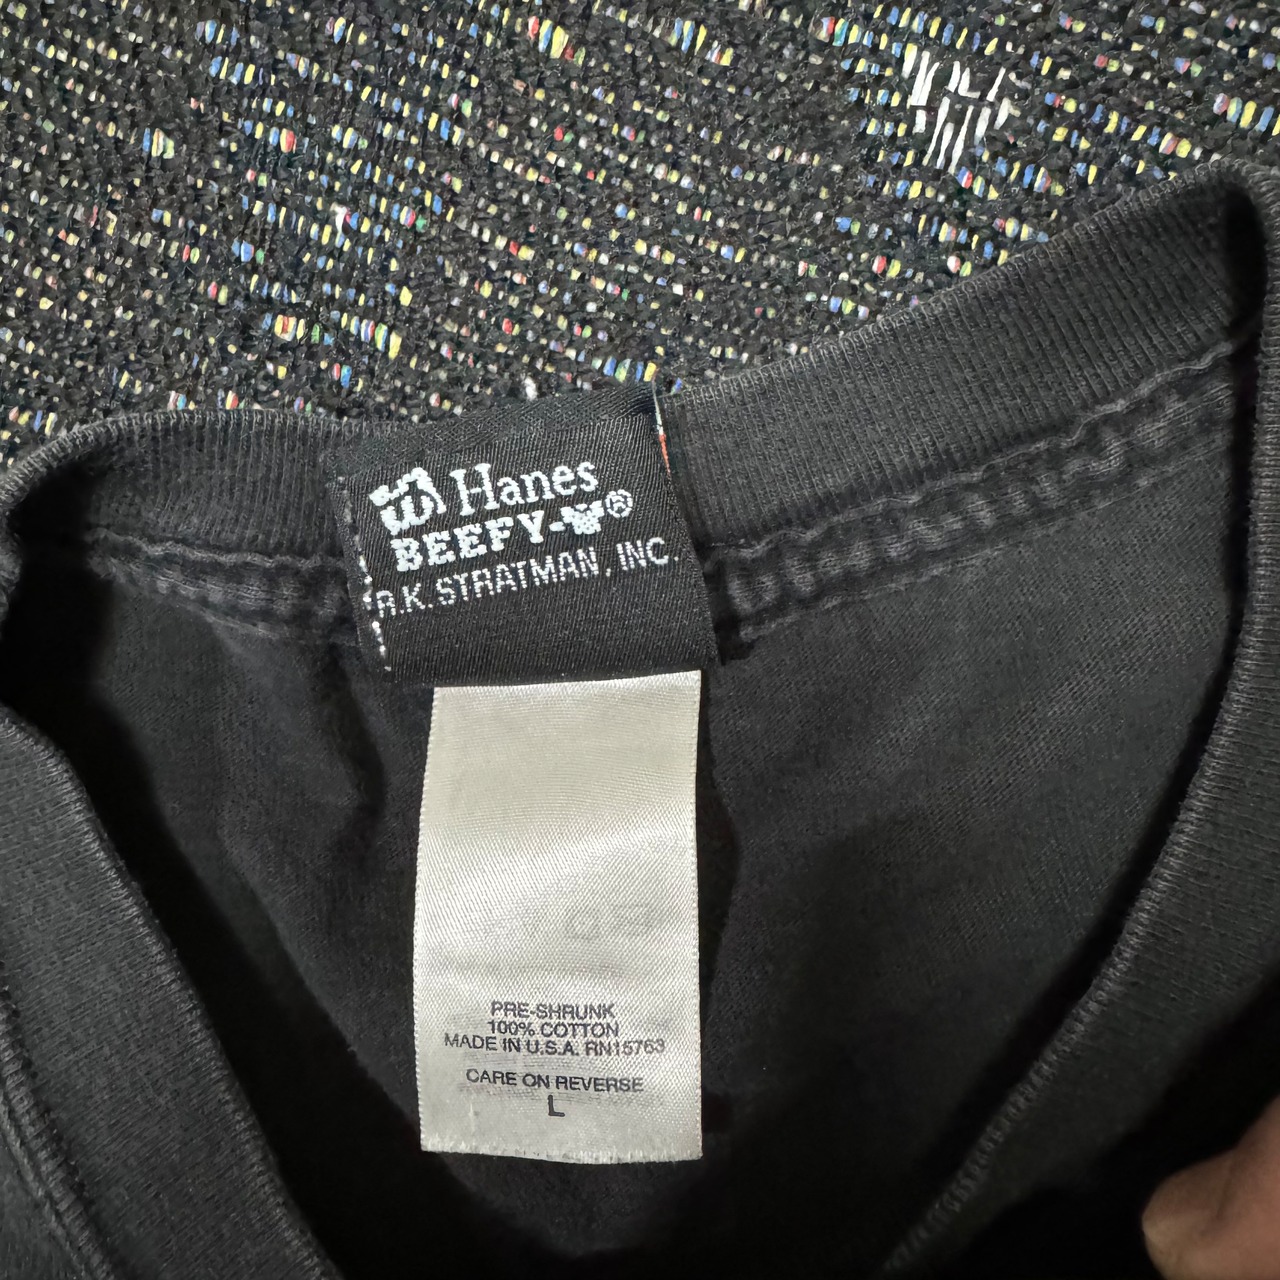 Hanes
BEEFY-®
R.K. STRATMAN, INC.
PRE-SHRUNK
100% COTTON
MADE IN U.S.A. RN15763
CARE ON REVERSE
L